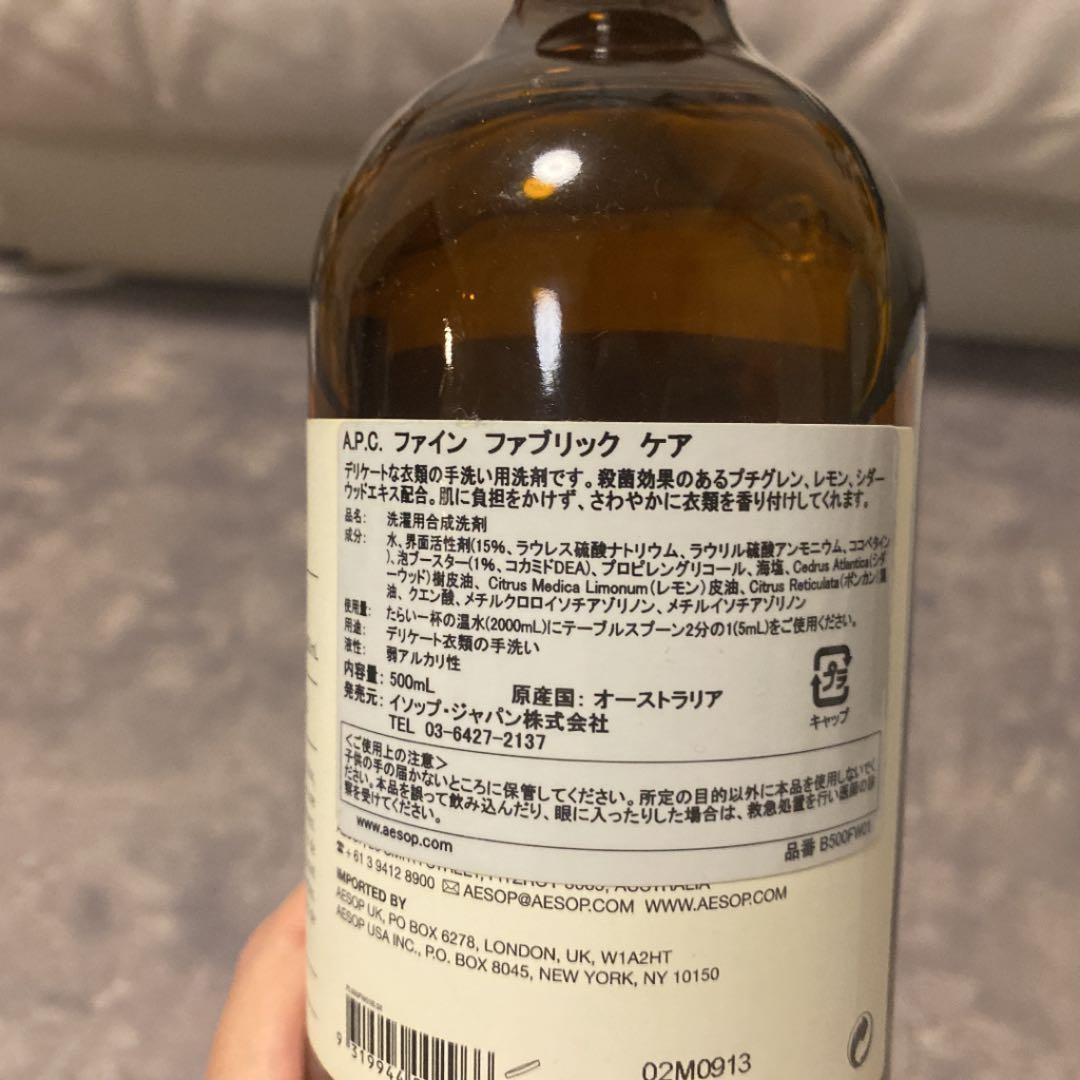 A.P.C. ファイン ファブリック ケア
デリケートな衣類の手洗い用洗剤です。殺菌効果のあるプチグレン、レモン、シダー
ウッドエキス配合。肌に負担をかけず、さわやかに衣類を香り付けしてくれます。
品名: 洗濯用合成洗剤
成分: 水、界面活性剤(15%、ラウレス硫酸ナトリウム、ラウリル硫酸アンモニウム、ココベタイン
)、泡ブースター(1%、コカミドDEA)、プロピレングリコール、海塩、Cedrus Atlantica(シダ
ーウッド)樹皮油、Citrus Medica Limonum(レモン)皮油、Citrus Reticulata(ポンカン)葉
油、クエン酸、メチルクロロイソチアゾリノン、メチルイソチアゾリノン
使用量: たらい一杯の温水(2000mL)にテーブルスプーン2分の1(5mL)をご使用ください。
用途: デリケート衣類の手洗い
液性: 弱アルカリ性
内容量: 500mL 原産国: オーストラリア
発売元: イソップ・ジャパン株式会社
TEL 03-6427-2137
プラ
キャップ
<ご使用上の注意>
子供の手の届かないところに保管してください。所定の目的以外に本品を使用しないでく
ださい。本品を誤って飲み込んだり、眼に入ったりした場合は、救急処置を行い医師の診
察を受けてください。
www.aesop.com 品番 B500FW01
AUSTRALIA
☎+61 3 9412 8900 ✉ AESOP@AESOP.COM WWW.AESOP.COM
IMPORTED BY
AESOP UK, PO BOX 6278, LONDON, UK, W1A2HT
AESOP USA INC., P.O. BOX 8045, NEW YORK, NY 10150
9 319944
02M0913